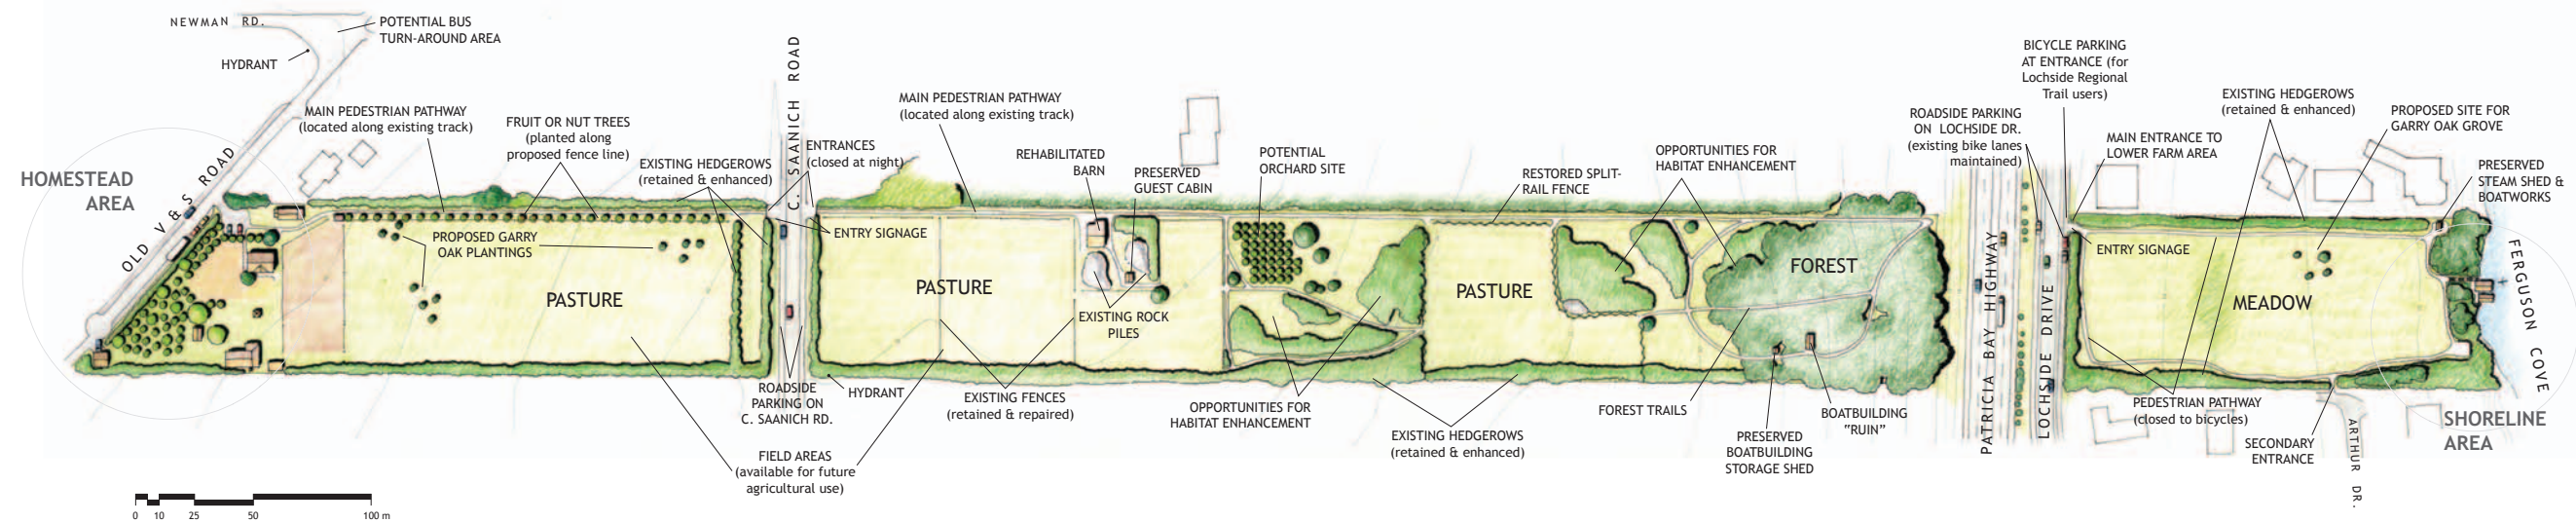 NEWMAN RD.
POTENTIAL BUS
TURN-AROUND AREA
HYDRANT
OLD V & S ROAD
HOMESTEAD
AREA
MAIN PEDESTRIAN PATHWAY
(located along existing track)
FRUIT OR NUT TREES
(planted along
proposed fence line)
EXISTING HEDGEROWS
(retained & enhanced)
PROPOSED GARRY
OAK PLANTINGS
PASTURE
C. SAANICH ROAD
ENTRANCES
(closed at night)
ENTRY SIGNAGE
ROADSIDE
PARKING ON
C. SAANICH RD.
HYDRANT
FIELD AREAS
(available for future
agricultural use)
MAIN PEDESTRIAN PATHWAY
(located along existing track)
PASTURE
EXISTING FENCES
(retained & repaired)
REHABILITATED
BARN
PRESERVED
GUEST CABIN
EXISTING ROCK
PILES
POTENTIAL
ORCHARD SITE
OPPORTUNITIES FOR
HABITAT ENHANCEMENT
RESTORED SPLIT-
RAIL FENCE
PASTURE
EXISTING HEDGEROWS
(retained & enhanced)
OPPORTUNITIES FOR
HABITAT ENHANCEMENT
FOREST
FOREST TRAILS
PRESERVED
BOATBUILDING
STORAGE SHED
BOATBUILDING
"RUIN"
PATRICIA BAY HIGHWAY
LOCHSIDE DRIVE
ROADSIDE PARKING
ON LOCHSIDE DR.
(existing bike lanes
maintained)
BICYCLE PARKING
AT ENTRANCE (for
Lochside Regional
Trail users)
MAIN ENTRANCE TO
LOWER FARM AREA
ENTRY SIGNAGE
EXISTING HEDGEROWS
(retained & enhanced)
PROPOSED SITE FOR
GARRY OAK GROVE
PRESERVED
STEAM SHED &
BOATWORKS
MEADOW
PEDESTRIAN PATHWAY
(closed to bicycles)
SECONDARY
ENTRANCE
ARTHUR DR.
FERGUSON COVE
SHORELINE
AREA
0 10 25 50 100 m